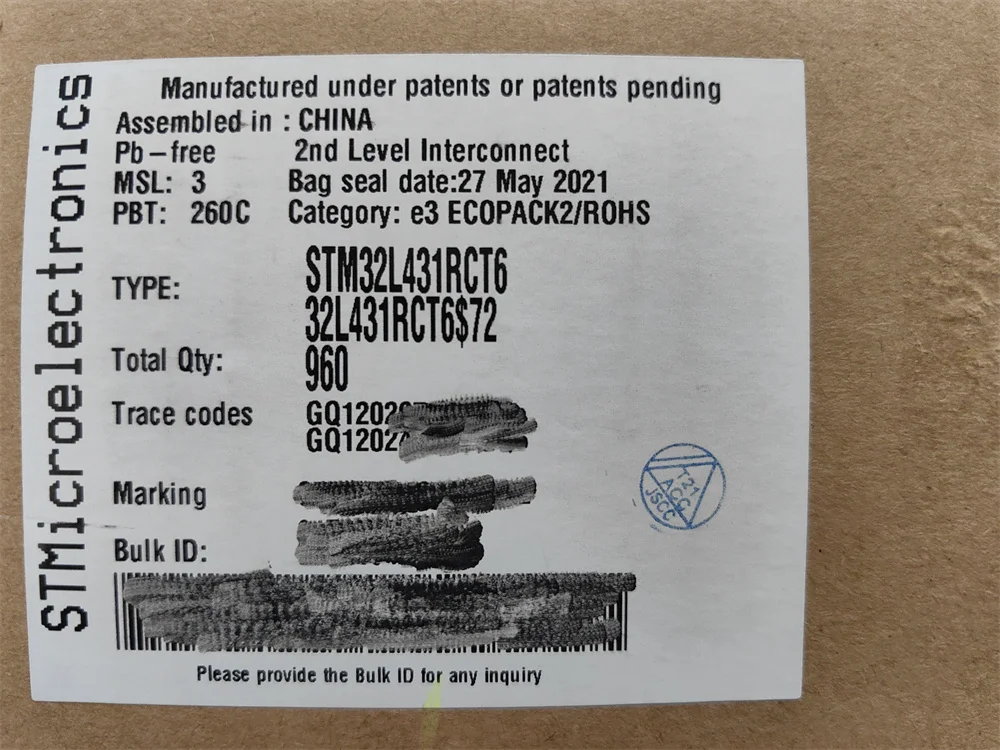 STMicroelectronics
Manufactured under patents or patents pending
Assembled in : CHINA
Pb-free 2nd Level Interconnect
MSL: 3 Bag seal date:27 May 2021
PBT: 260C Category: e3 ECOPACK2/ROHS
TYPE: STM32L431RCT6
32L431RCT6$72
Total Qty: 960
Trace codes
Marking
Bulk ID:
T21
ACC
JSCC
Please provide the Bulk ID for any inquiry